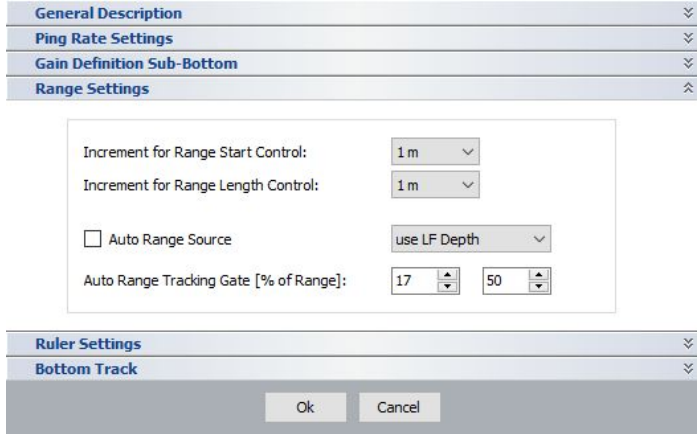 General Description
Ping Rate Settings
Gain Definition Sub-Bottom
Range Settings
Increment for Range Start Control: 1 m
Increment for Range Length Control: 1 m
Auto Range Source use LF Depth
Auto Range Tracking Gate [% of Range]: 17 50
Ruler Settings
Bottom Track
Ok Cancel